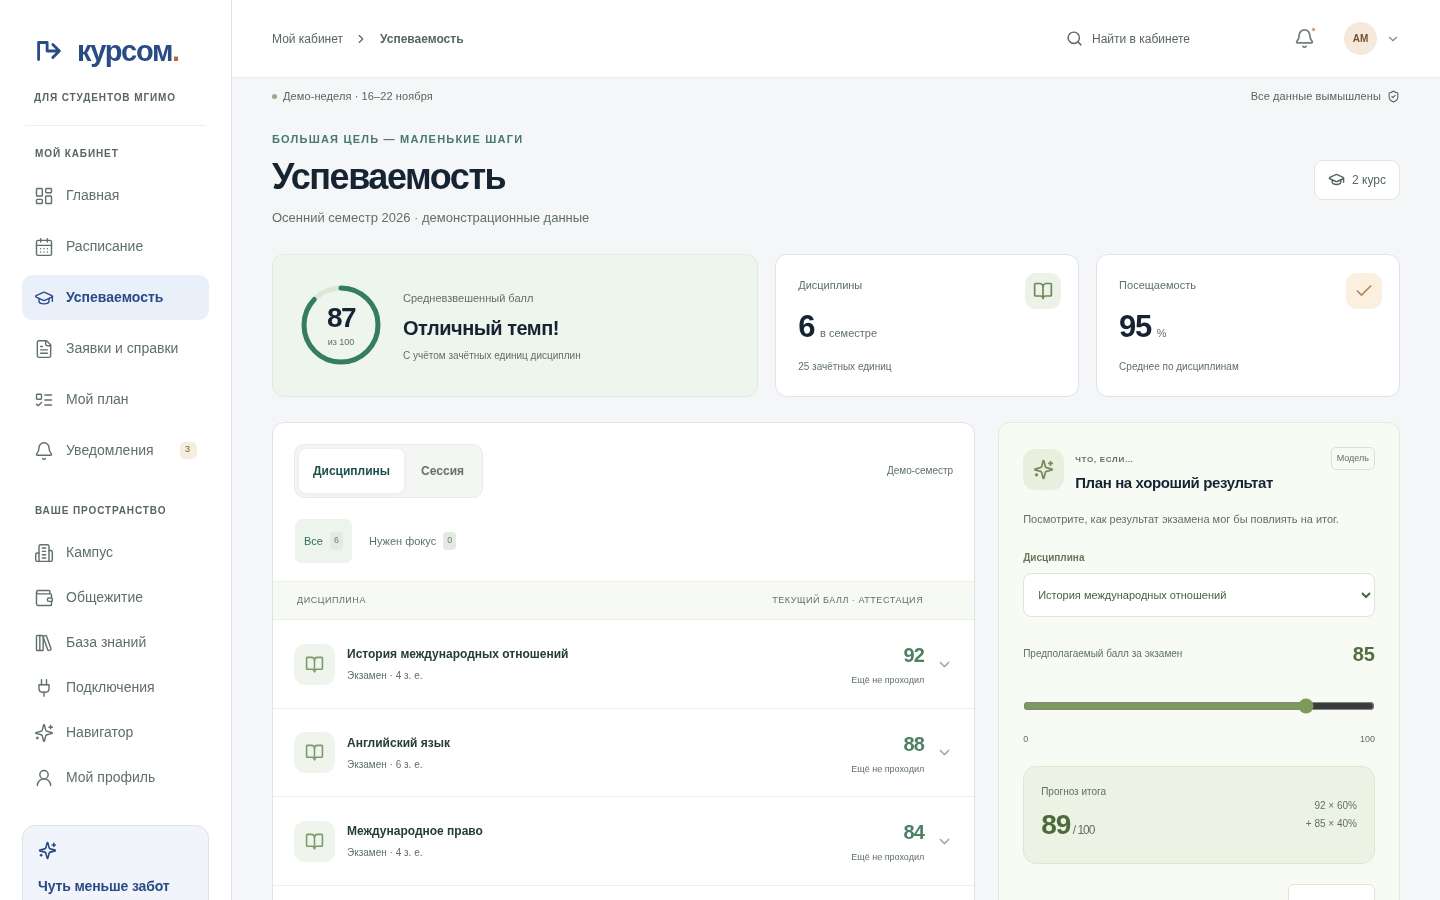 курсом.
ДЛЯ СТУДЕНТОВ МГИМО
МОЙ КАБИНЕТ
Главная
Расписание
Успеваемость
Заявки и справки
Мой план
Уведомления 3
ВАШЕ ПРОСТРАНСТВО
Кампус
Общежитие
База знаний
Подключения
Навигатор
Мой профиль
Чуть меньше забот
Мой кабинет Успеваемость
Найти в кабинете
АМ
Демо-неделя · 16–22 ноября
Все данные вымышлены
БОЛЬШАЯ ЦЕЛЬ — МАЛЕНЬКИЕ ШАГИ
Успеваемость
Осенний семестр 2026 · демонстрационные данные
2 курс
87
из 100
Средневзвешенный балл
Отличный темп!
С учётом зачётных единиц дисциплин
Дисциплины
6 в семестре
25 зачётных единиц
Посещаемость
95 %
Среднее по дисциплинам
Дисциплины Сессия
Демо-семестр
Все 6 Нужен фокус 0
ДИСЦИПЛИНА ТЕКУЩИЙ БАЛЛ · АТТЕСТАЦИЯ
История международных отношений
Экзамен · 4 з. е.
92
Ещё не проходил
Английский язык
Экзамен · 6 з. е.
88
Ещё не проходил
Международное право
Экзамен · 4 з. е.
84
Ещё не проходил
ЧТО, ЕСЛИ…
План на хороший результат
Модель
Посмотрите, как результат экзамена мог бы повлиять на итог.
Дисциплина
История международных отношений
Предполагаемый балл за экзамен 85
0 100
Прогноз итога
89 / 100
92 × 60%
+ 85 × 40%